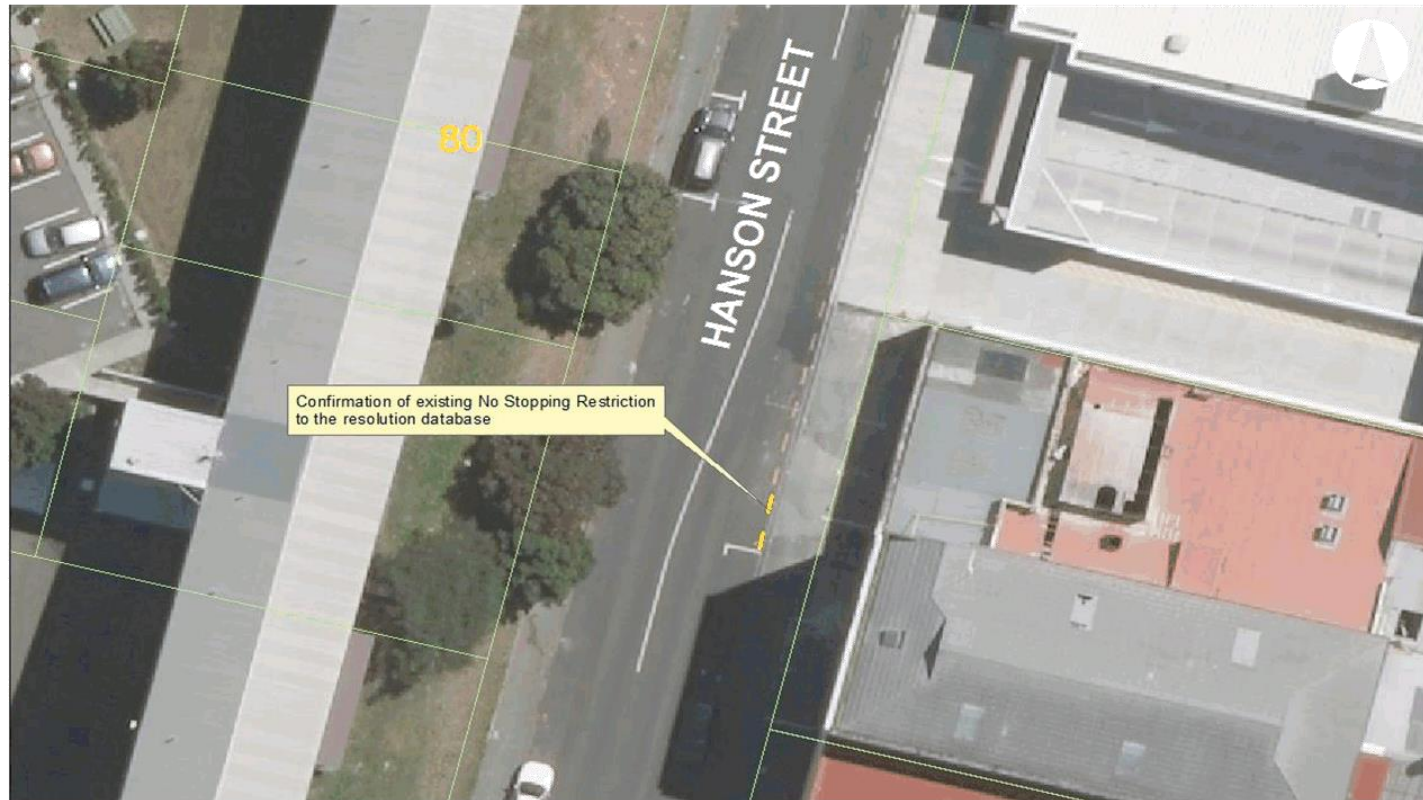 80
HANSON STREET
Confirmation of existing No Stopping Restriction
to the resolution database